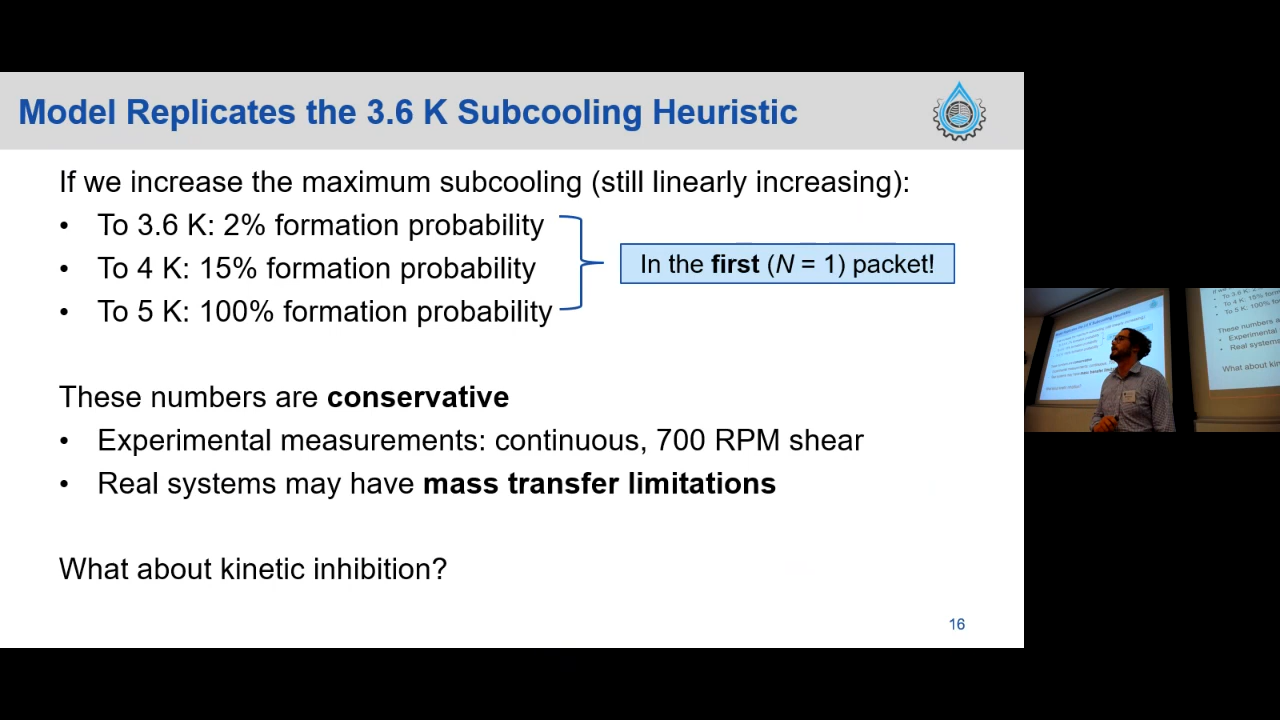 Model Replicates the 3.6 K Subcooling Heuristic
If we increase the maximum subcooling (still linearly increasing):
• To 3.6 K: 2% formation probability
• To 4 K: 15% formation probability
• To 5 K: 100% formation probability
In the first (N = 1) packet!
These numbers are conservative
• Experimental measurements: continuous, 700 RPM shear
• Real systems may have mass transfer limitations
What about kinetic inhibition?
16